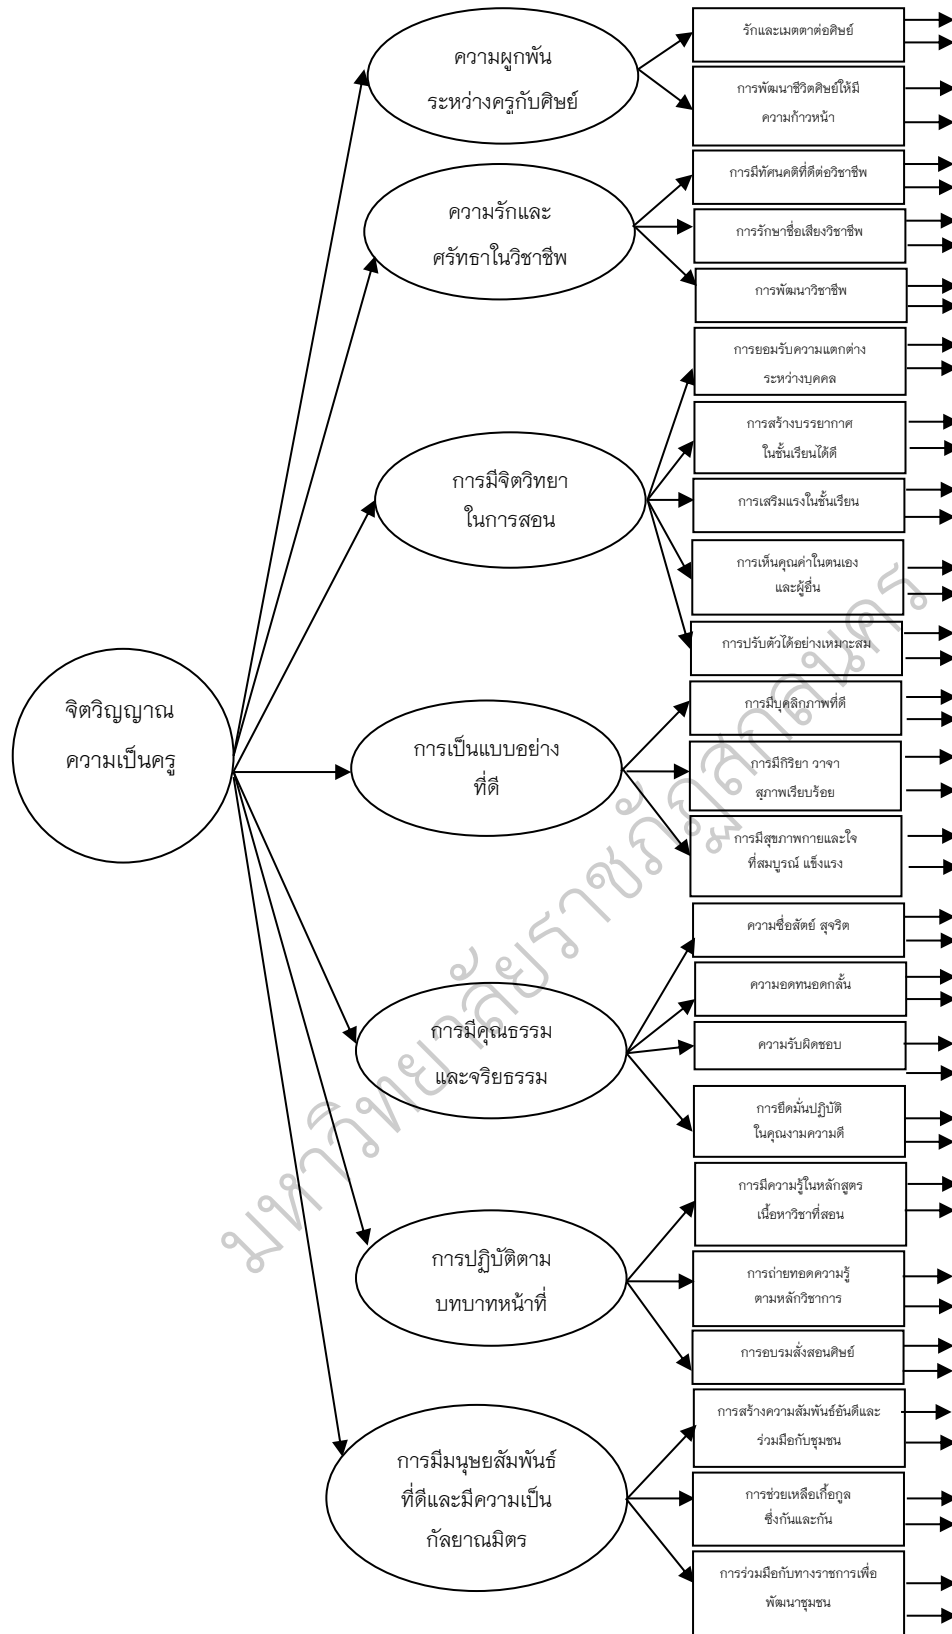 จิตวิญญาณ
ความเป็นครู
ความผูกพัน
ระหว่างครูกับศิษย์
รักและเมตตาต่อศิษย์
การพัฒนาชีวิตศิษย์ให้มี
ความก้าวหน้า
ความรักและ
ศรัทธาในวิชาชีพ
การมีทัศนคติที่ดีต่อวิชาชีพ
การรักษาชื่อเสียงวิชาชีพ
การพัฒนาวิชาชีพ
การมีจิตวิทยา
ในการสอน
การยอมรับความแตกต่าง
ระหว่างบุคคล
การสร้างบรรยากาศ
ในชั้นเรียนได้ดี
การเสริมแรงในชั้นเรียน
การเห็นคุณค่าในตนเอง
และผู้อื่น
การปรับตัวได้อย่างเหมาะสม
การเป็นแบบอย่าง
ที่ดี
การมีบุคลิกภาพที่ดี
การมีกิริยา วาจา
สุภาพเรียบร้อย
การมีสุขภาพกายและใจ
ที่สมบูรณ์ แข็งแรง
การมีคุณธรรม
และจริยธรรม
ความซื่อสัตย์ สุจริต
ความอดทนอดกลั้น
ความรับผิดชอบ
การยึดมั่นปฏิบัติ
ในคุณงามความดี
การปฏิบัติตาม
บทบาทหน้าที่
การมีความรู้ในหลักสูตร
เนื้อหาวิชาที่สอน
การถ่ายทอดความรู้
ตามหลักวิชาการ
การอบรมสั่งสอนศิษย์
การมีมนุษยสัมพันธ์
ที่ดีและมีความเป็น
กัลยาณมิตร
การสร้างความสัมพันธ์อันดีและ
ร่วมมือกับชุมชน
การช่วยเหลือเกื้อกูล
ซึ่งกันและกัน
การร่วมมือกับทางราชการเพื่อ
พัฒนาชุมชน
มหาวิทยาลัยราชภัฏสกลนคร